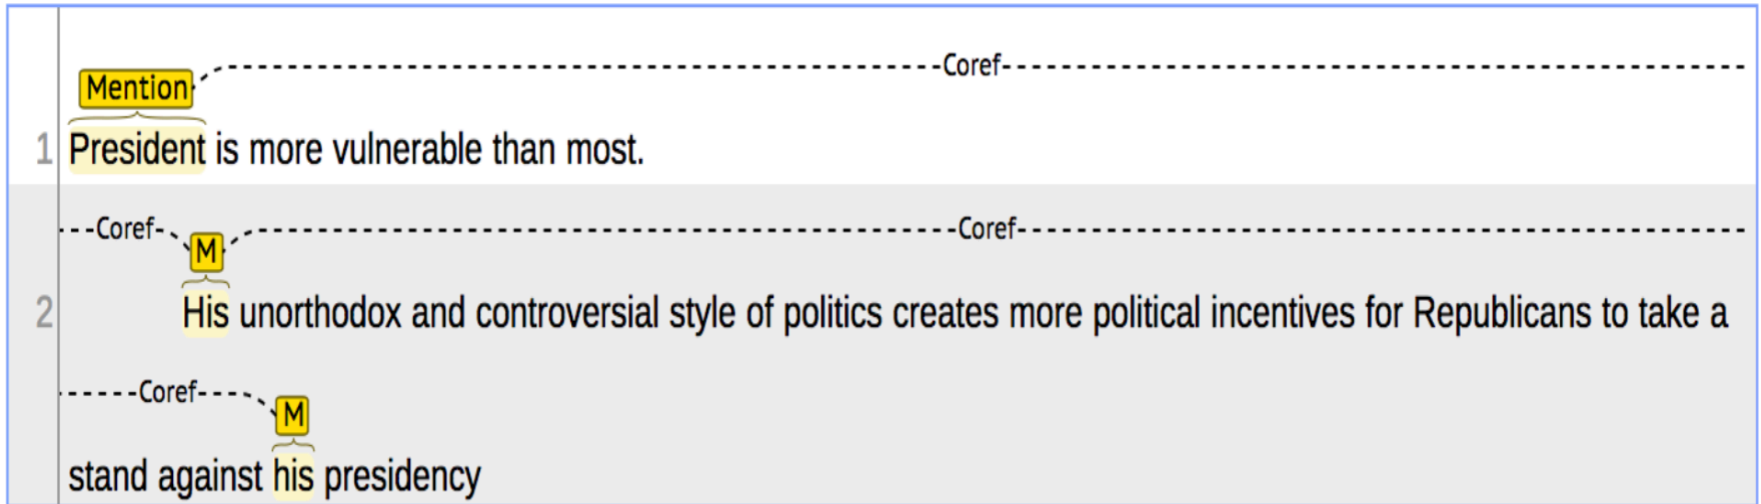 Coref
Mention
1 President is more vulnerable than most.
Coref Coref
M
2 His unorthodox and controversial style of politics creates more political incentives for Republicans to take a
Coref
M
stand against his presidency